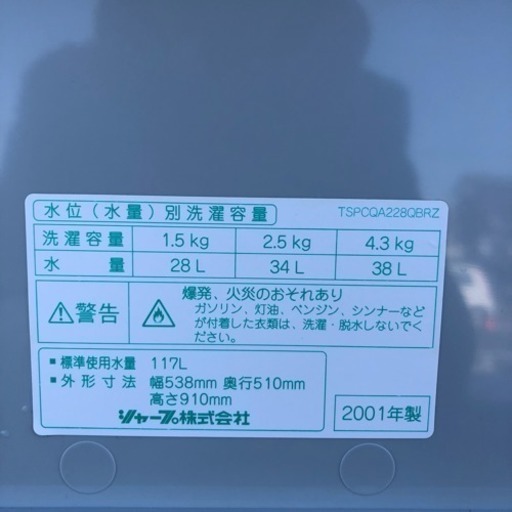 水位（水量）別洗濯容量 TSPCQA228QBRZ
洗濯容量 1.5 kg 2.5 kg 4.3 kg
水 量 28 L 34 L 38 L
警告
爆発、火災のおそれあり
ガソリン、灯油、ベンジン、シンナーなど
が付着した衣類は、洗濯・脱水しないでく
ださい。
■ 標準使用水量 117L
■ 外形寸法 幅538mm 奥行510mm
高さ910mm
シャープ株式会社
2001年製